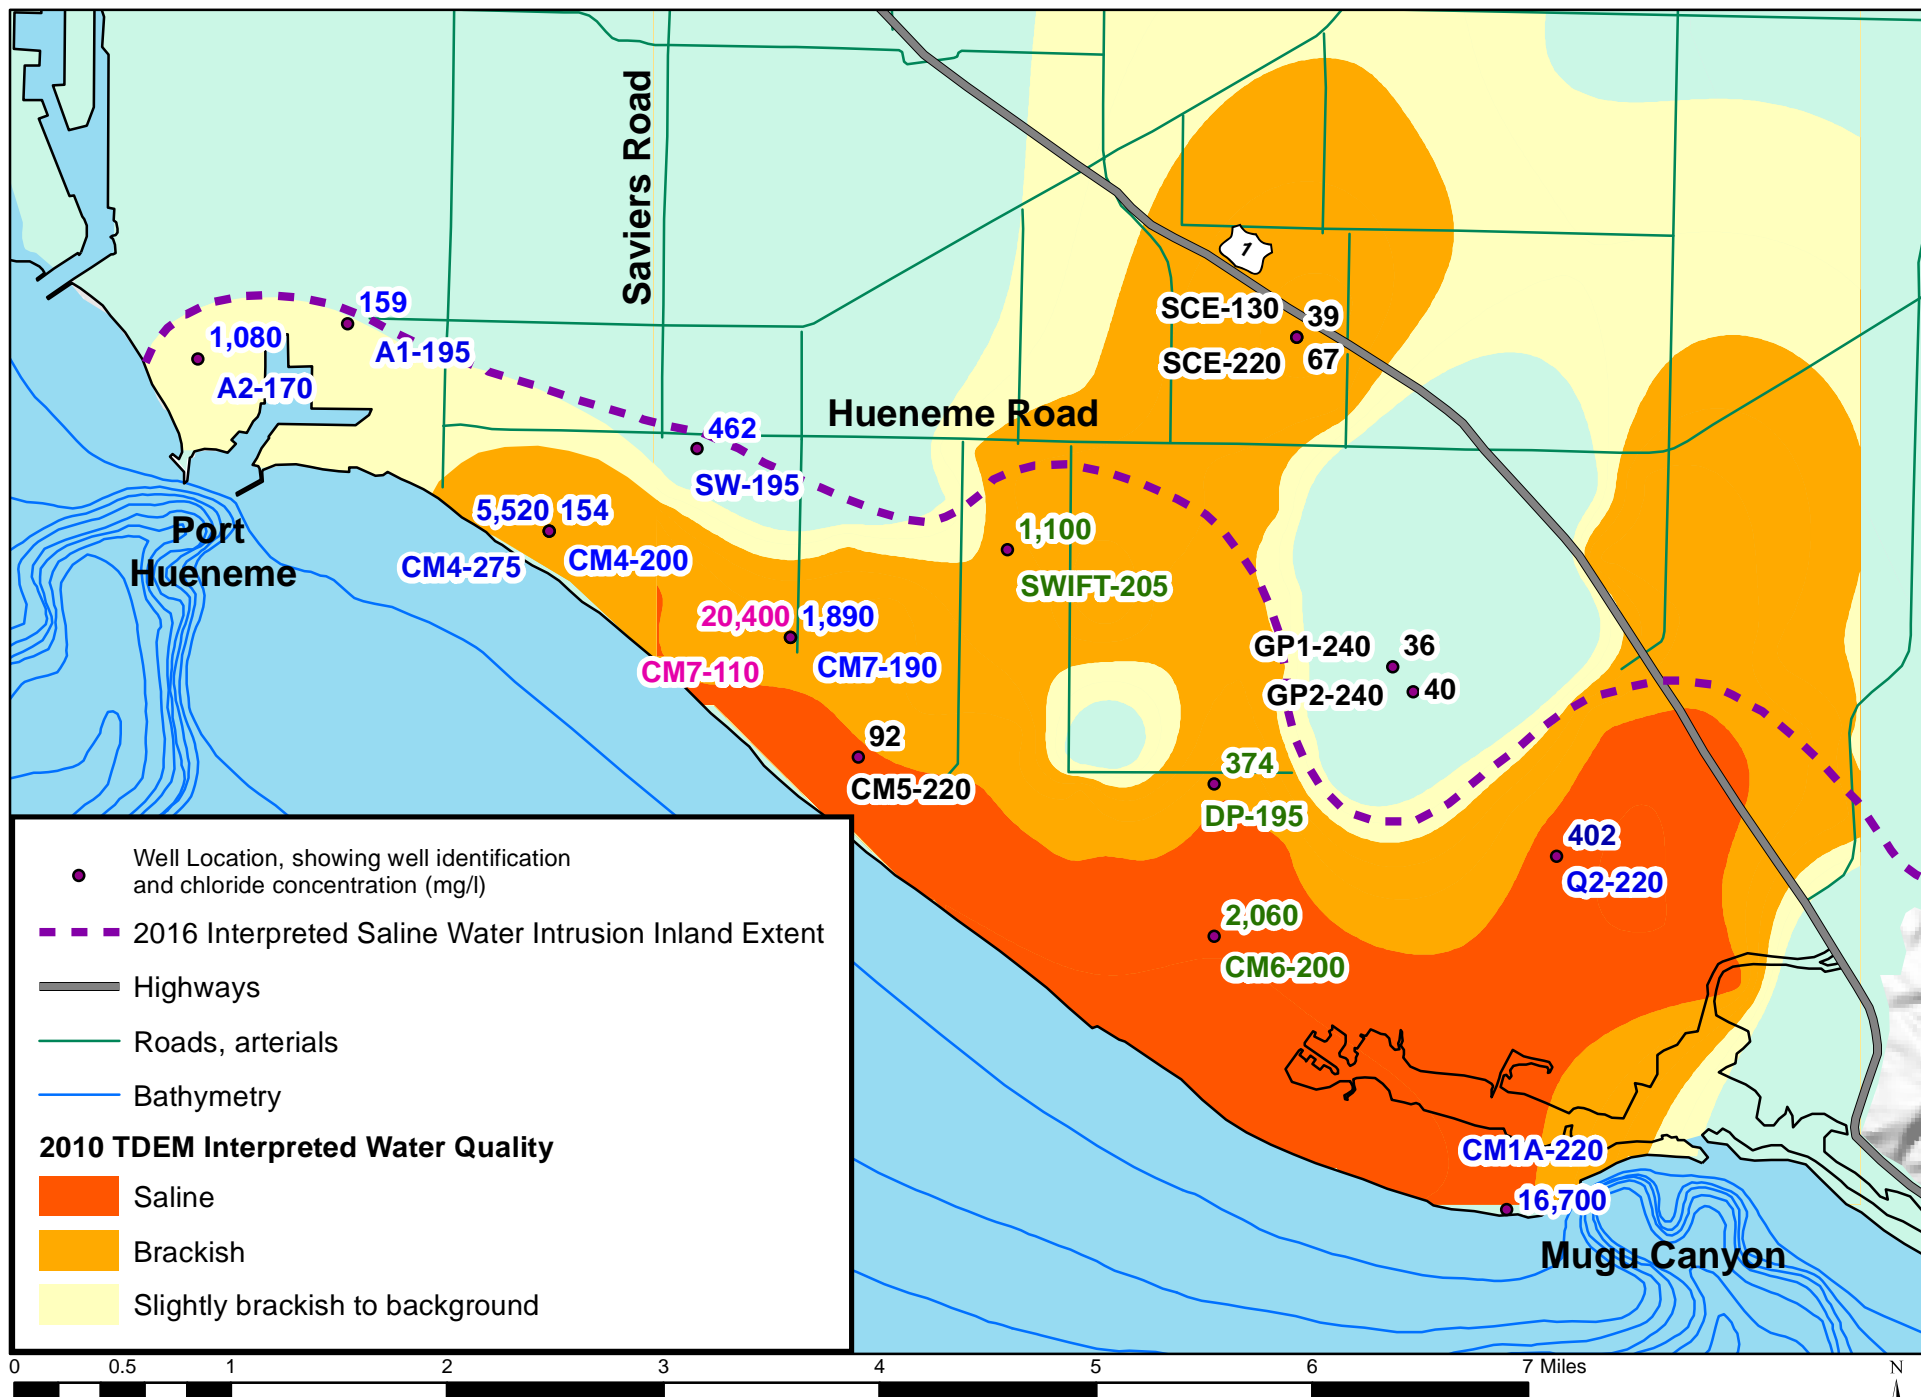 Saviers Road
1
159
A1-195
1,080
A2-170
SCE-130 39
SCE-220 67
Hueneme Road
462
SW-195
5,520 154
CM4-275 CM4-200
Port
Hueneme
1,100
SWIFT-205
20,400 1,890
CM7-110 CM7-190
GP1-240 36
GP2-240 40
92
CM5-220
374
DP-195
402
Q2-220
2,060
CM6-200
CM1A-220
16,700
Mugu Canyon
Well Location, showing well identification
and chloride concentration (mg/l)
2016 Interpreted Saline Water Intrusion Inland Extent
Highways
Roads, arterials
Bathymetry
2010 TDEM Interpreted Water Quality
Saline
Brackish
Slightly brackish to background
0 0.5 1 2 3 4 5 6 7 Miles
N